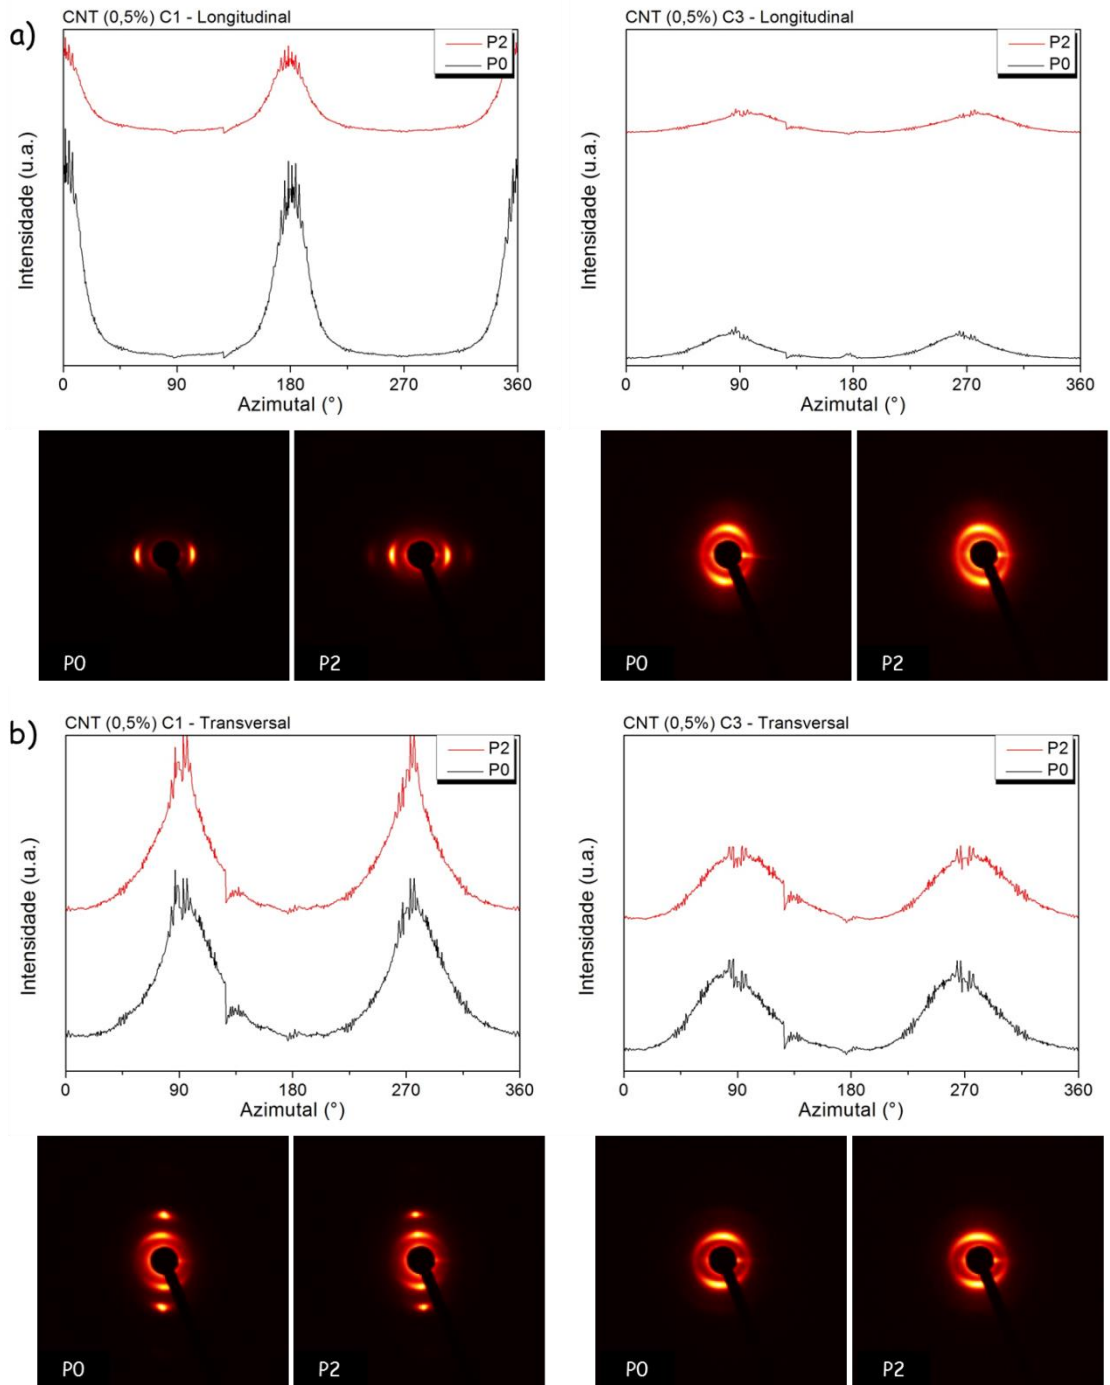 a)
CNT (0,5%) C1 - Longitudinal
P2
P0
Intensidade (u.a.)
0 90 180 270 360
Azimutal (°)
CNT (0,5%) C3 - Longitudinal
P2
P0
Intensidade (u.a.)
0 90 180 270 360
Azimutal (°)
P0
P2
P0
P2
b)
CNT (0,5%) C1 - Transversal
P2
P0
Intensidade (u.a.)
0 90 180 270 360
Azimutal (°)
CNT (0,5%) C3 - Transversal
P2
P0
Intensidade (u.a.)
0 90 180 270 360
Azimutal (°)
P0
P2
P0
P2